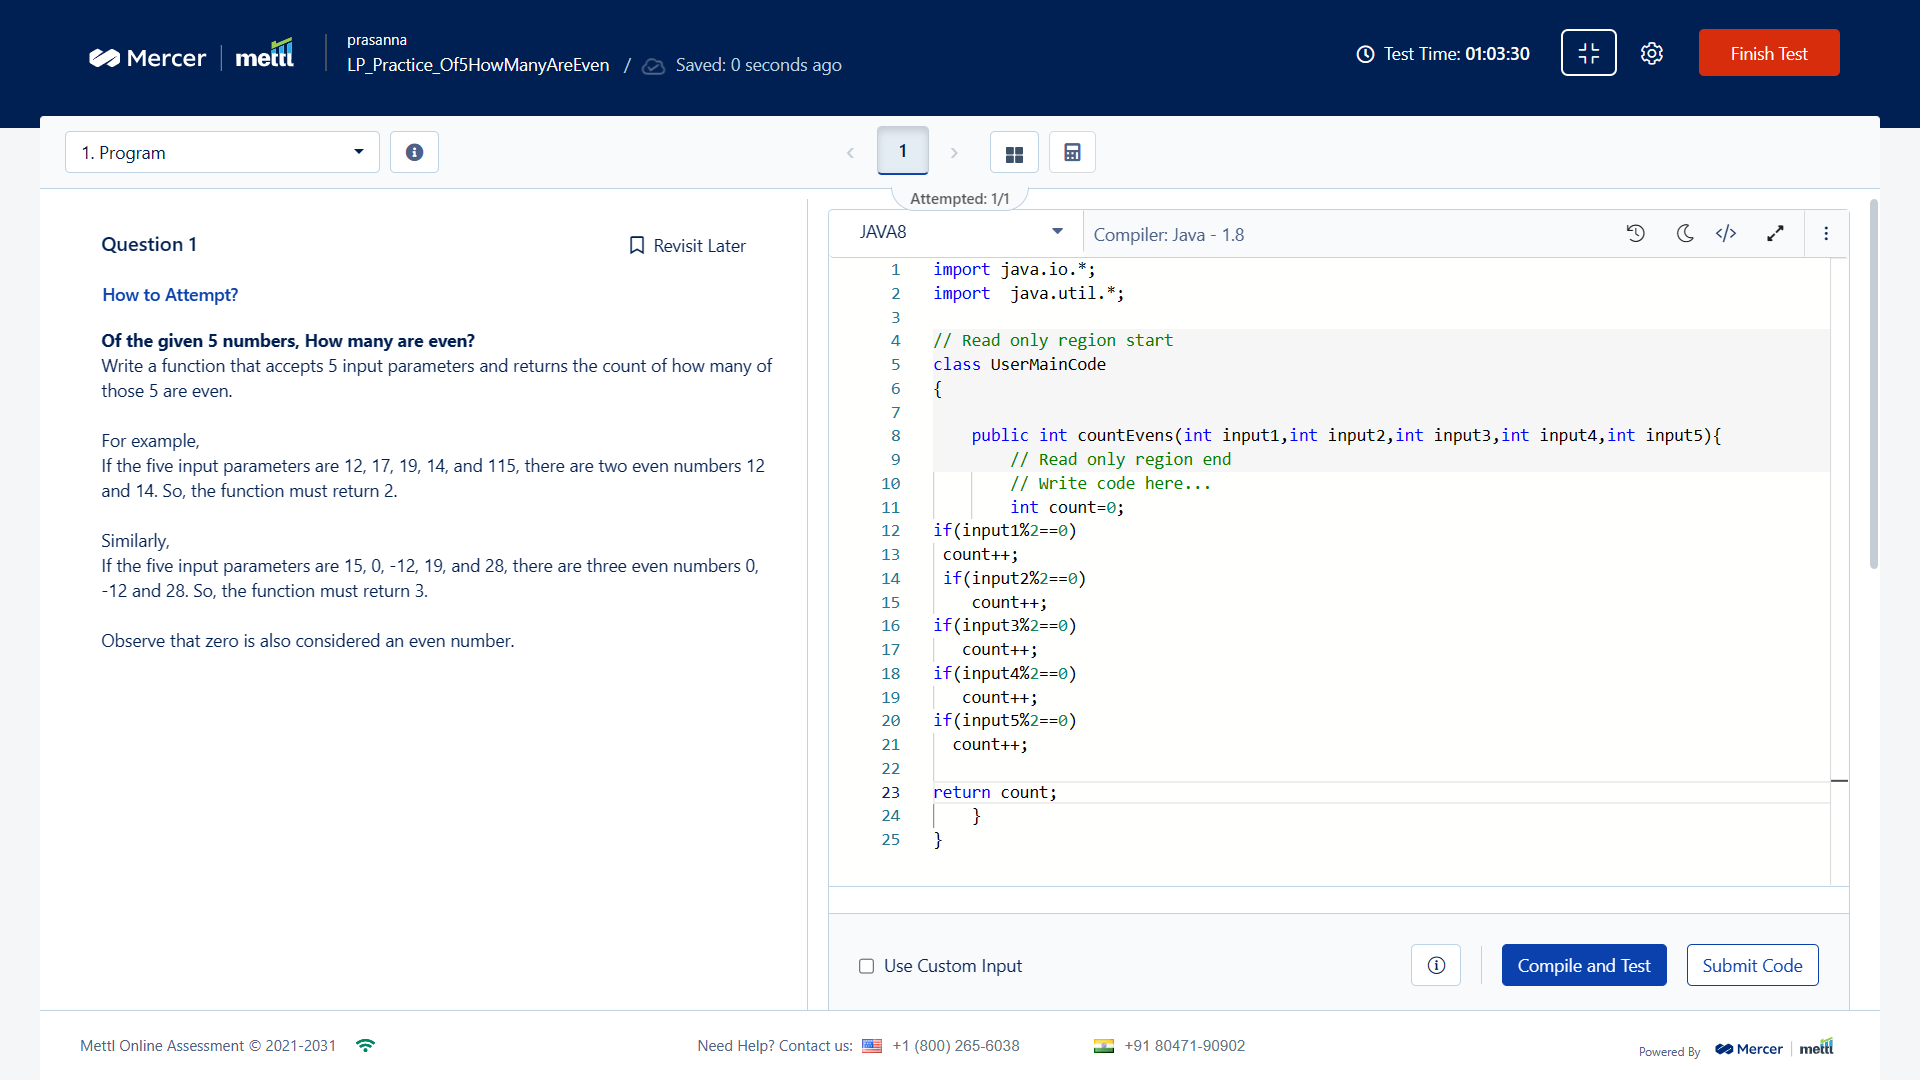 Mercer
mettl
prasanna
LP_Practice_Of5HowManyAreEven / Saved: 0 seconds ago
Test Time: 01:03:30
Finish Test
1. Program
1
Attempted: 1/1
Question 1
Revisit Later
How to Attempt?
Of the given 5 numbers, How many are even?
Write a function that accepts 5 input parameters and returns the count of how many of
those 5 are even.
For example,
If the five input parameters are 12, 17, 19, 14, and 115, there are two even numbers 12
and 14. So, the function must return 2.
Similarly,
If the five input parameters are 15, 0, -12, 19, and 28, there are three even numbers 0,
-12 and 28. So, the function must return 3.
Observe that zero is also considered an even number.
JAVA8
Compiler: Java - 1.8
1 import java.io.*;
2 import  java.util.*;
3
4 // Read only region start
5 class UserMainCode
6 {
7
8     public int countEvens(int input1,int input2,int input3,int input4,int input5){
9         // Read only region end
10         // Write code here...
11         int count=0;
12 if(input1%2==0)
13  count++;
14  if(input2%2==0)
15     count++;
16 if(input3%2==0)
17    count++;
18 if(input4%2==0)
19    count++;
20 if(input5%2==0)
21   count++;
22
23 return count;
24     }
25 }
Use Custom Input
Compile and Test
Submit Code
Mettl Online Assessment © 2021-2031
Need Help? Contact us: +1 (800) 265-6038
+91 80471-90902
Powered By
Mercer
mettl